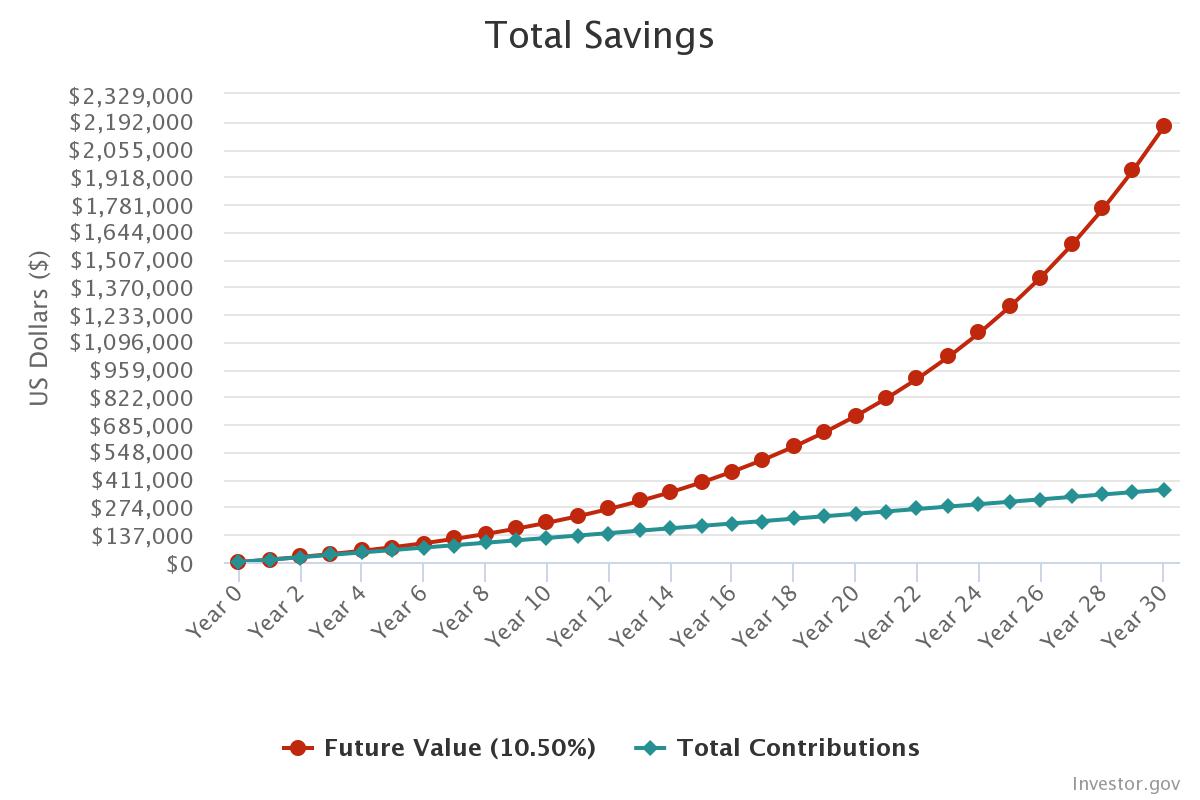 Total Savings
US Dollars ($)
$2,329,000
$2,192,000
$2,055,000
$1,918,000
$1,781,000
$1,644,000
$1,507,000
$1,370,000
$1,233,000
$1,096,000
$959,000
$822,000
$685,000
$548,000
$411,000
$274,000
$137,000
$0
Year 0
Year 2
Year 4
Year 6
Year 8
Year 10
Year 12
Year 14
Year 16
Year 18
Year 20
Year 22
Year 24
Year 26
Year 28
Year 30
Future Value (10.50%)
Total Contributions
Investor.gov